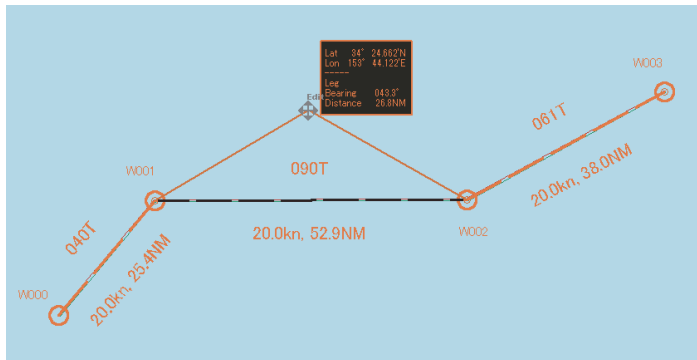 Lat 34° 24.662'N
Lon 153° 44.122'E
-----
Leg
Bearing 043.3°
Distance 26.8NM
Edit
W003
061T
20.0kn, 38.0NM
W001
090T
20.0kn, 52.9NM
W002
040T
20.0kn, 25.4NM
W000